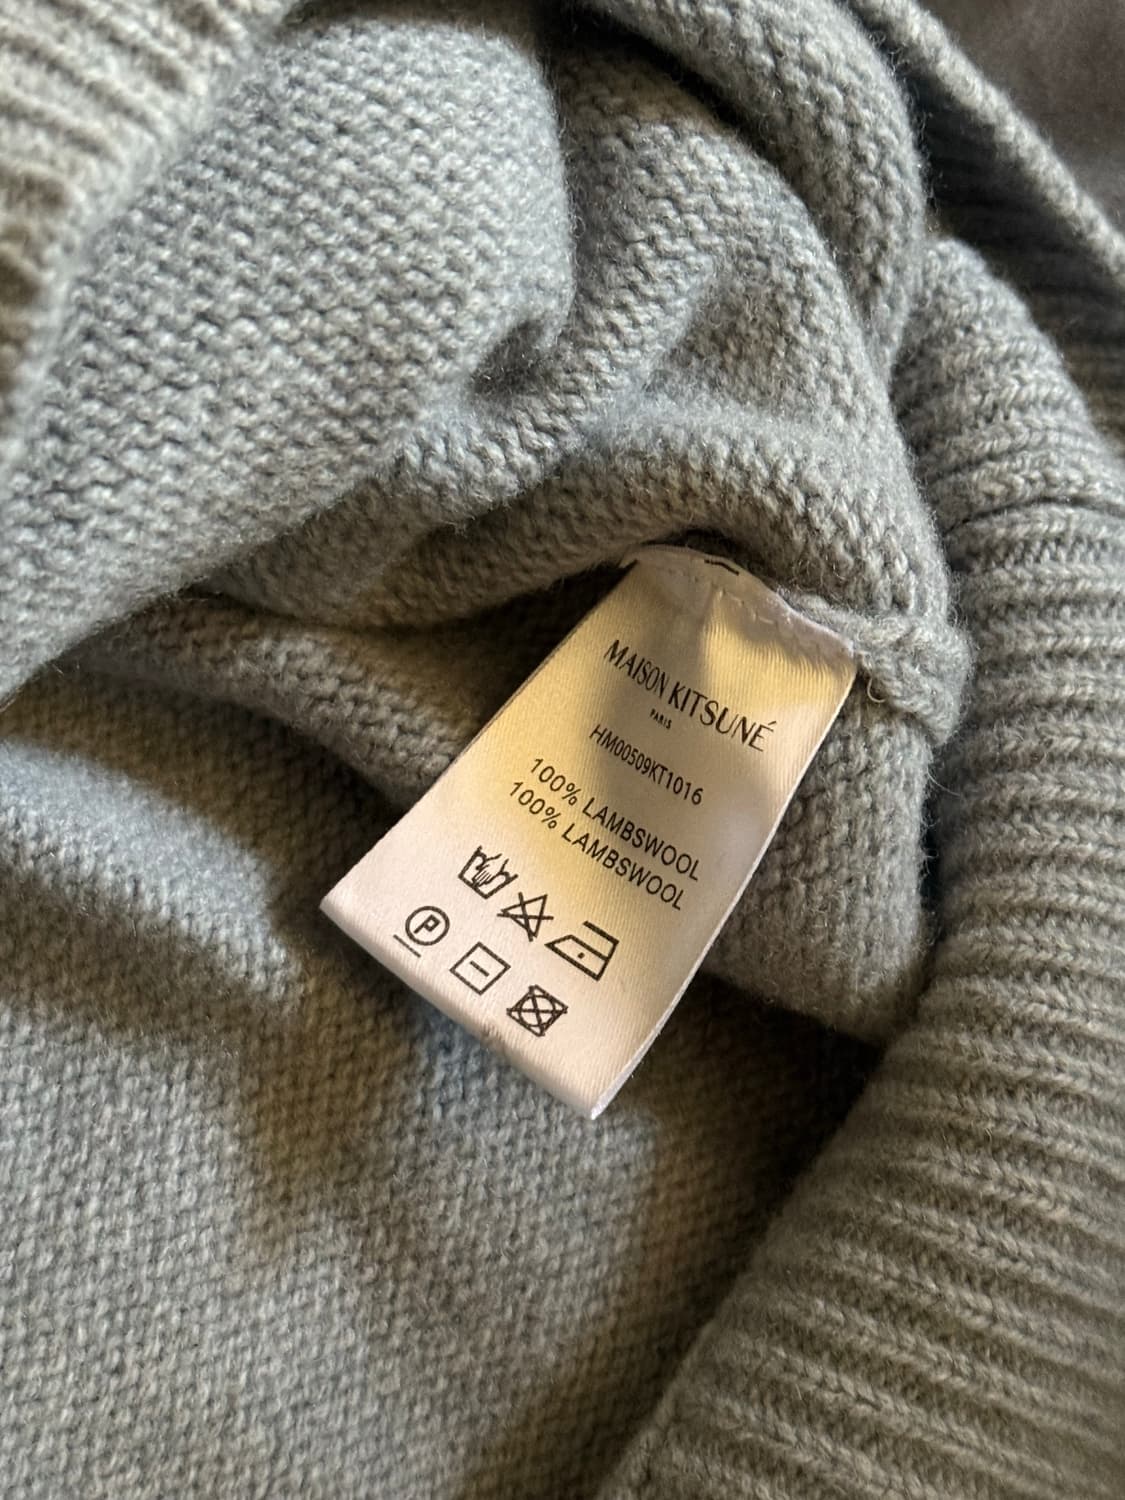 MAISON KITSUNÉ
PARIS
HM00509KT1016
100% LAMBSWOOL
100% LAMBSWOOL
P